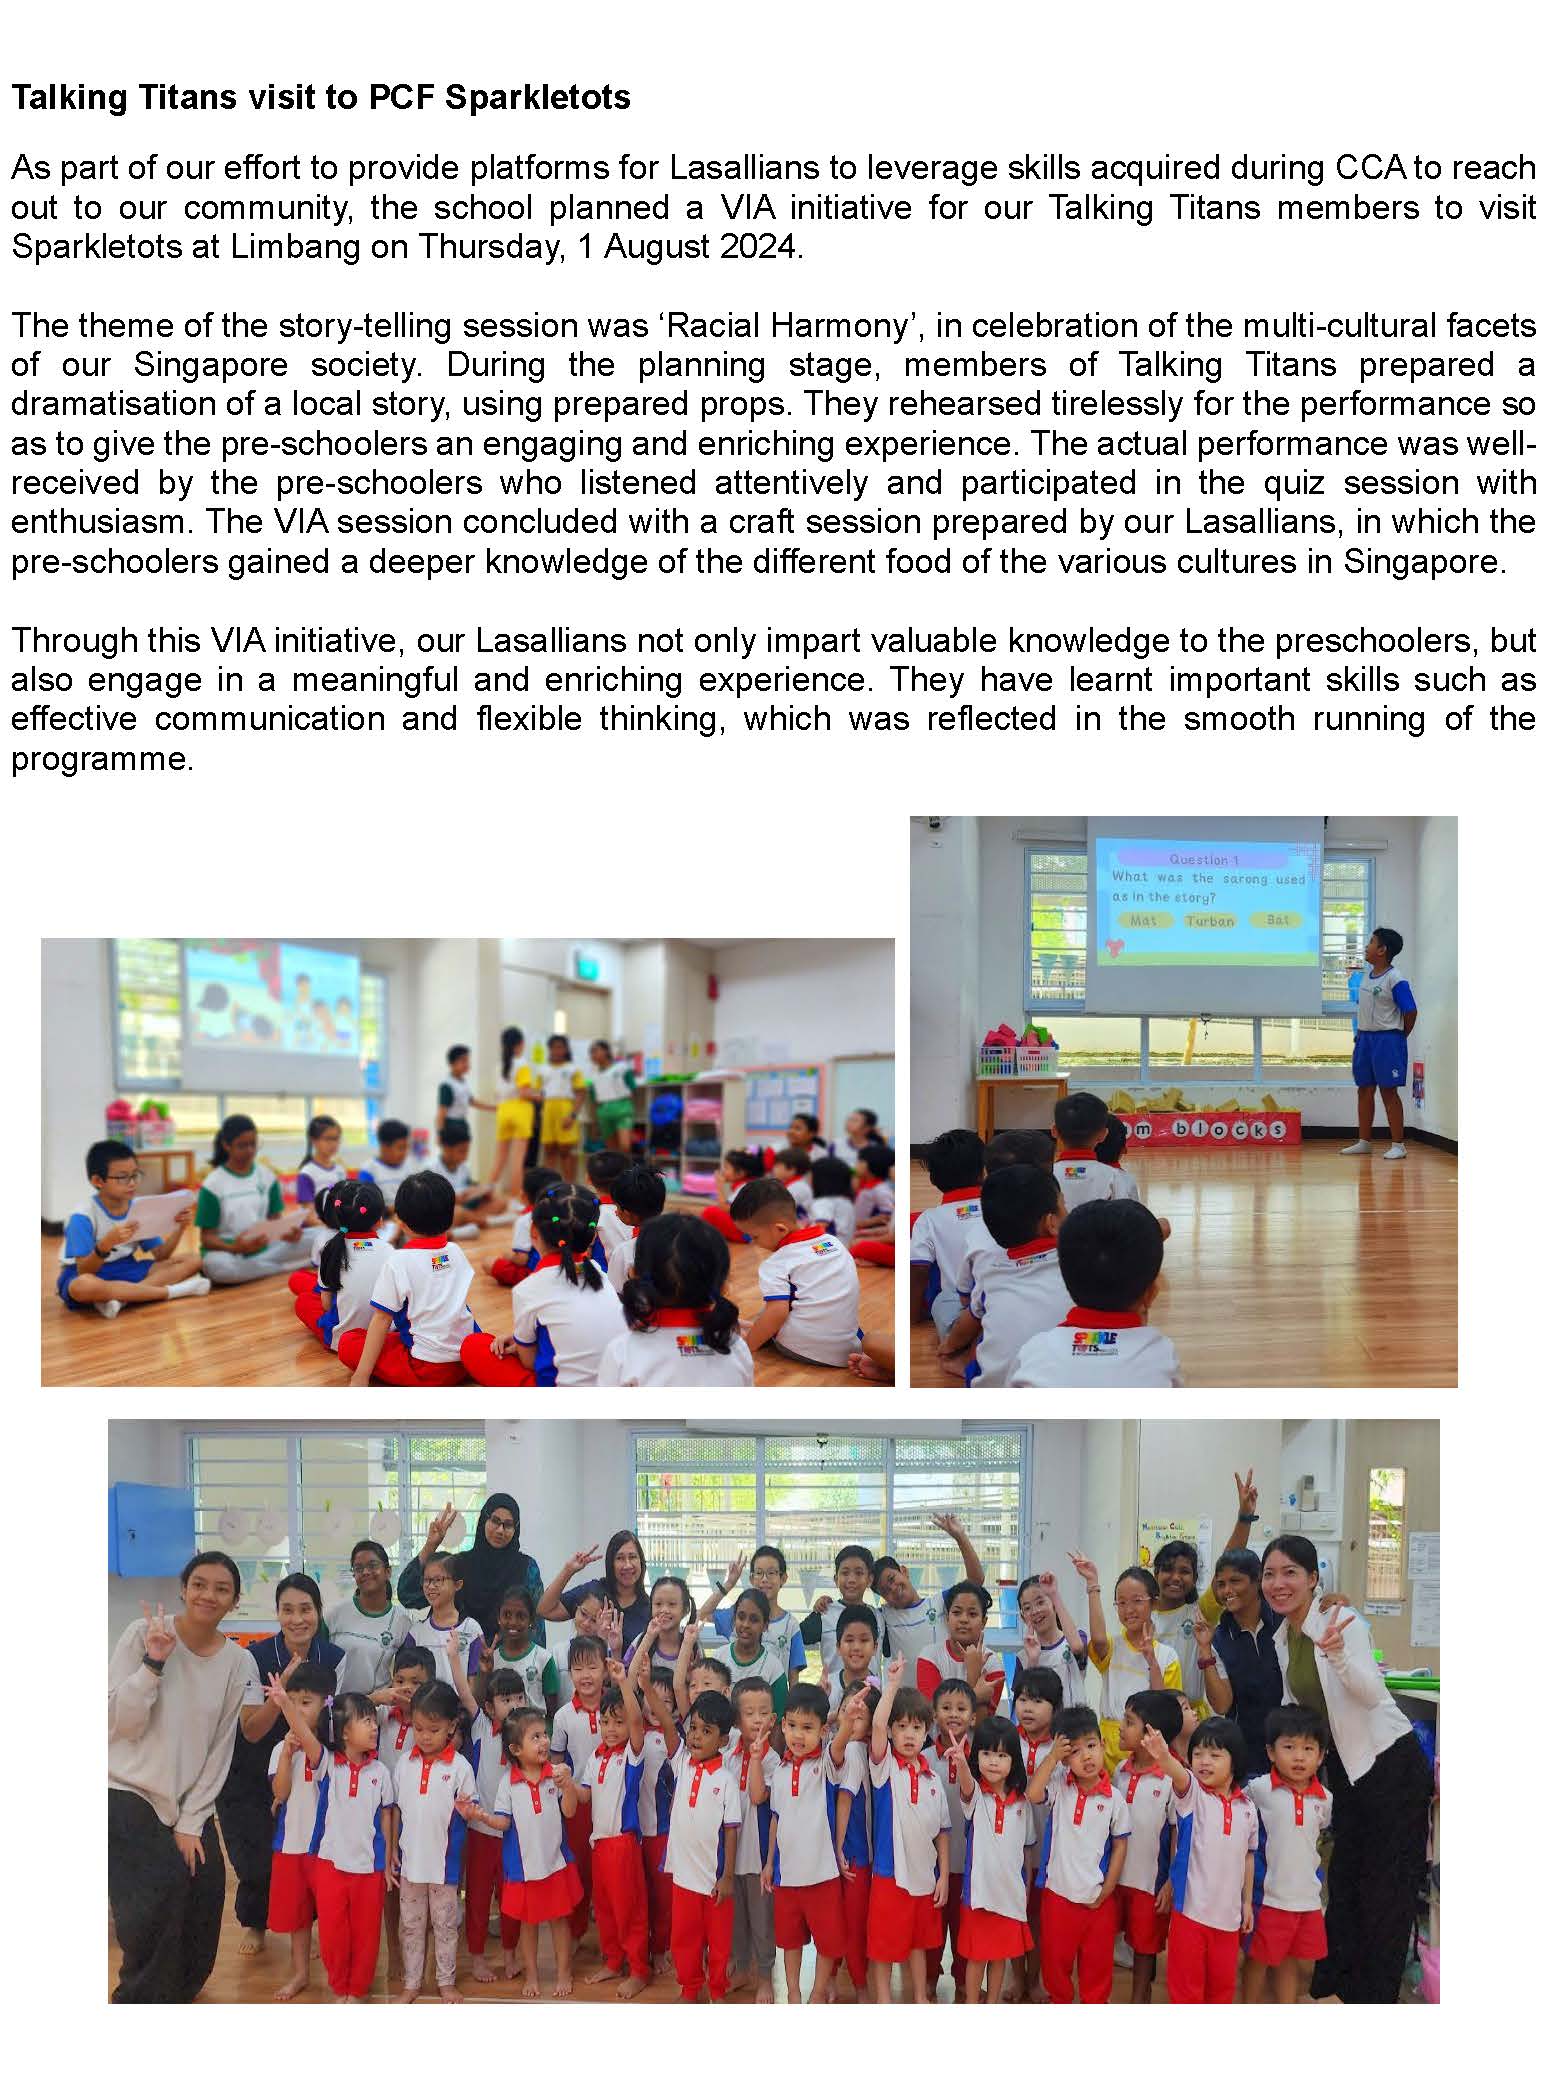 Talking Titans visit to PCF Sparkletots
As part of our effort to provide platforms for Lasallians to leverage skills acquired during CCA to reach
out to our community, the school planned a VIA initiative for our Talking Titans members to visit
Sparkletots at Limbang on Thursday, 1 August 2024.
The theme of the story-telling session was ‘Racial Harmony’, in celebration of the multi-cultural facets
of our Singapore society. During the planning stage, members of Talking Titans prepared a
dramatisation of a local story, using prepared props. They rehearsed tirelessly for the performance so
as to give the pre-schoolers an engaging and enriching experience. The actual performance was well-
received by the pre-schoolers who listened attentively and participated in the quiz session with
enthusiasm. The VIA session concluded with a craft session prepared by our Lasallians, in which the
pre-schoolers gained a deeper knowledge of the different food of the various cultures in Singapore.
Through this VIA initiative, our Lasallians not only impart valuable knowledge to the preschoolers, but
also engage in a meaningful and enriching experience. They have learnt important skills such as
effective communication and flexible thinking, which was reflected in the smooth running of the
programme.
Question 1
What was the sarong used
as in the story?
Mat Turban Bat
m blocks
SPARKLE
TOTS